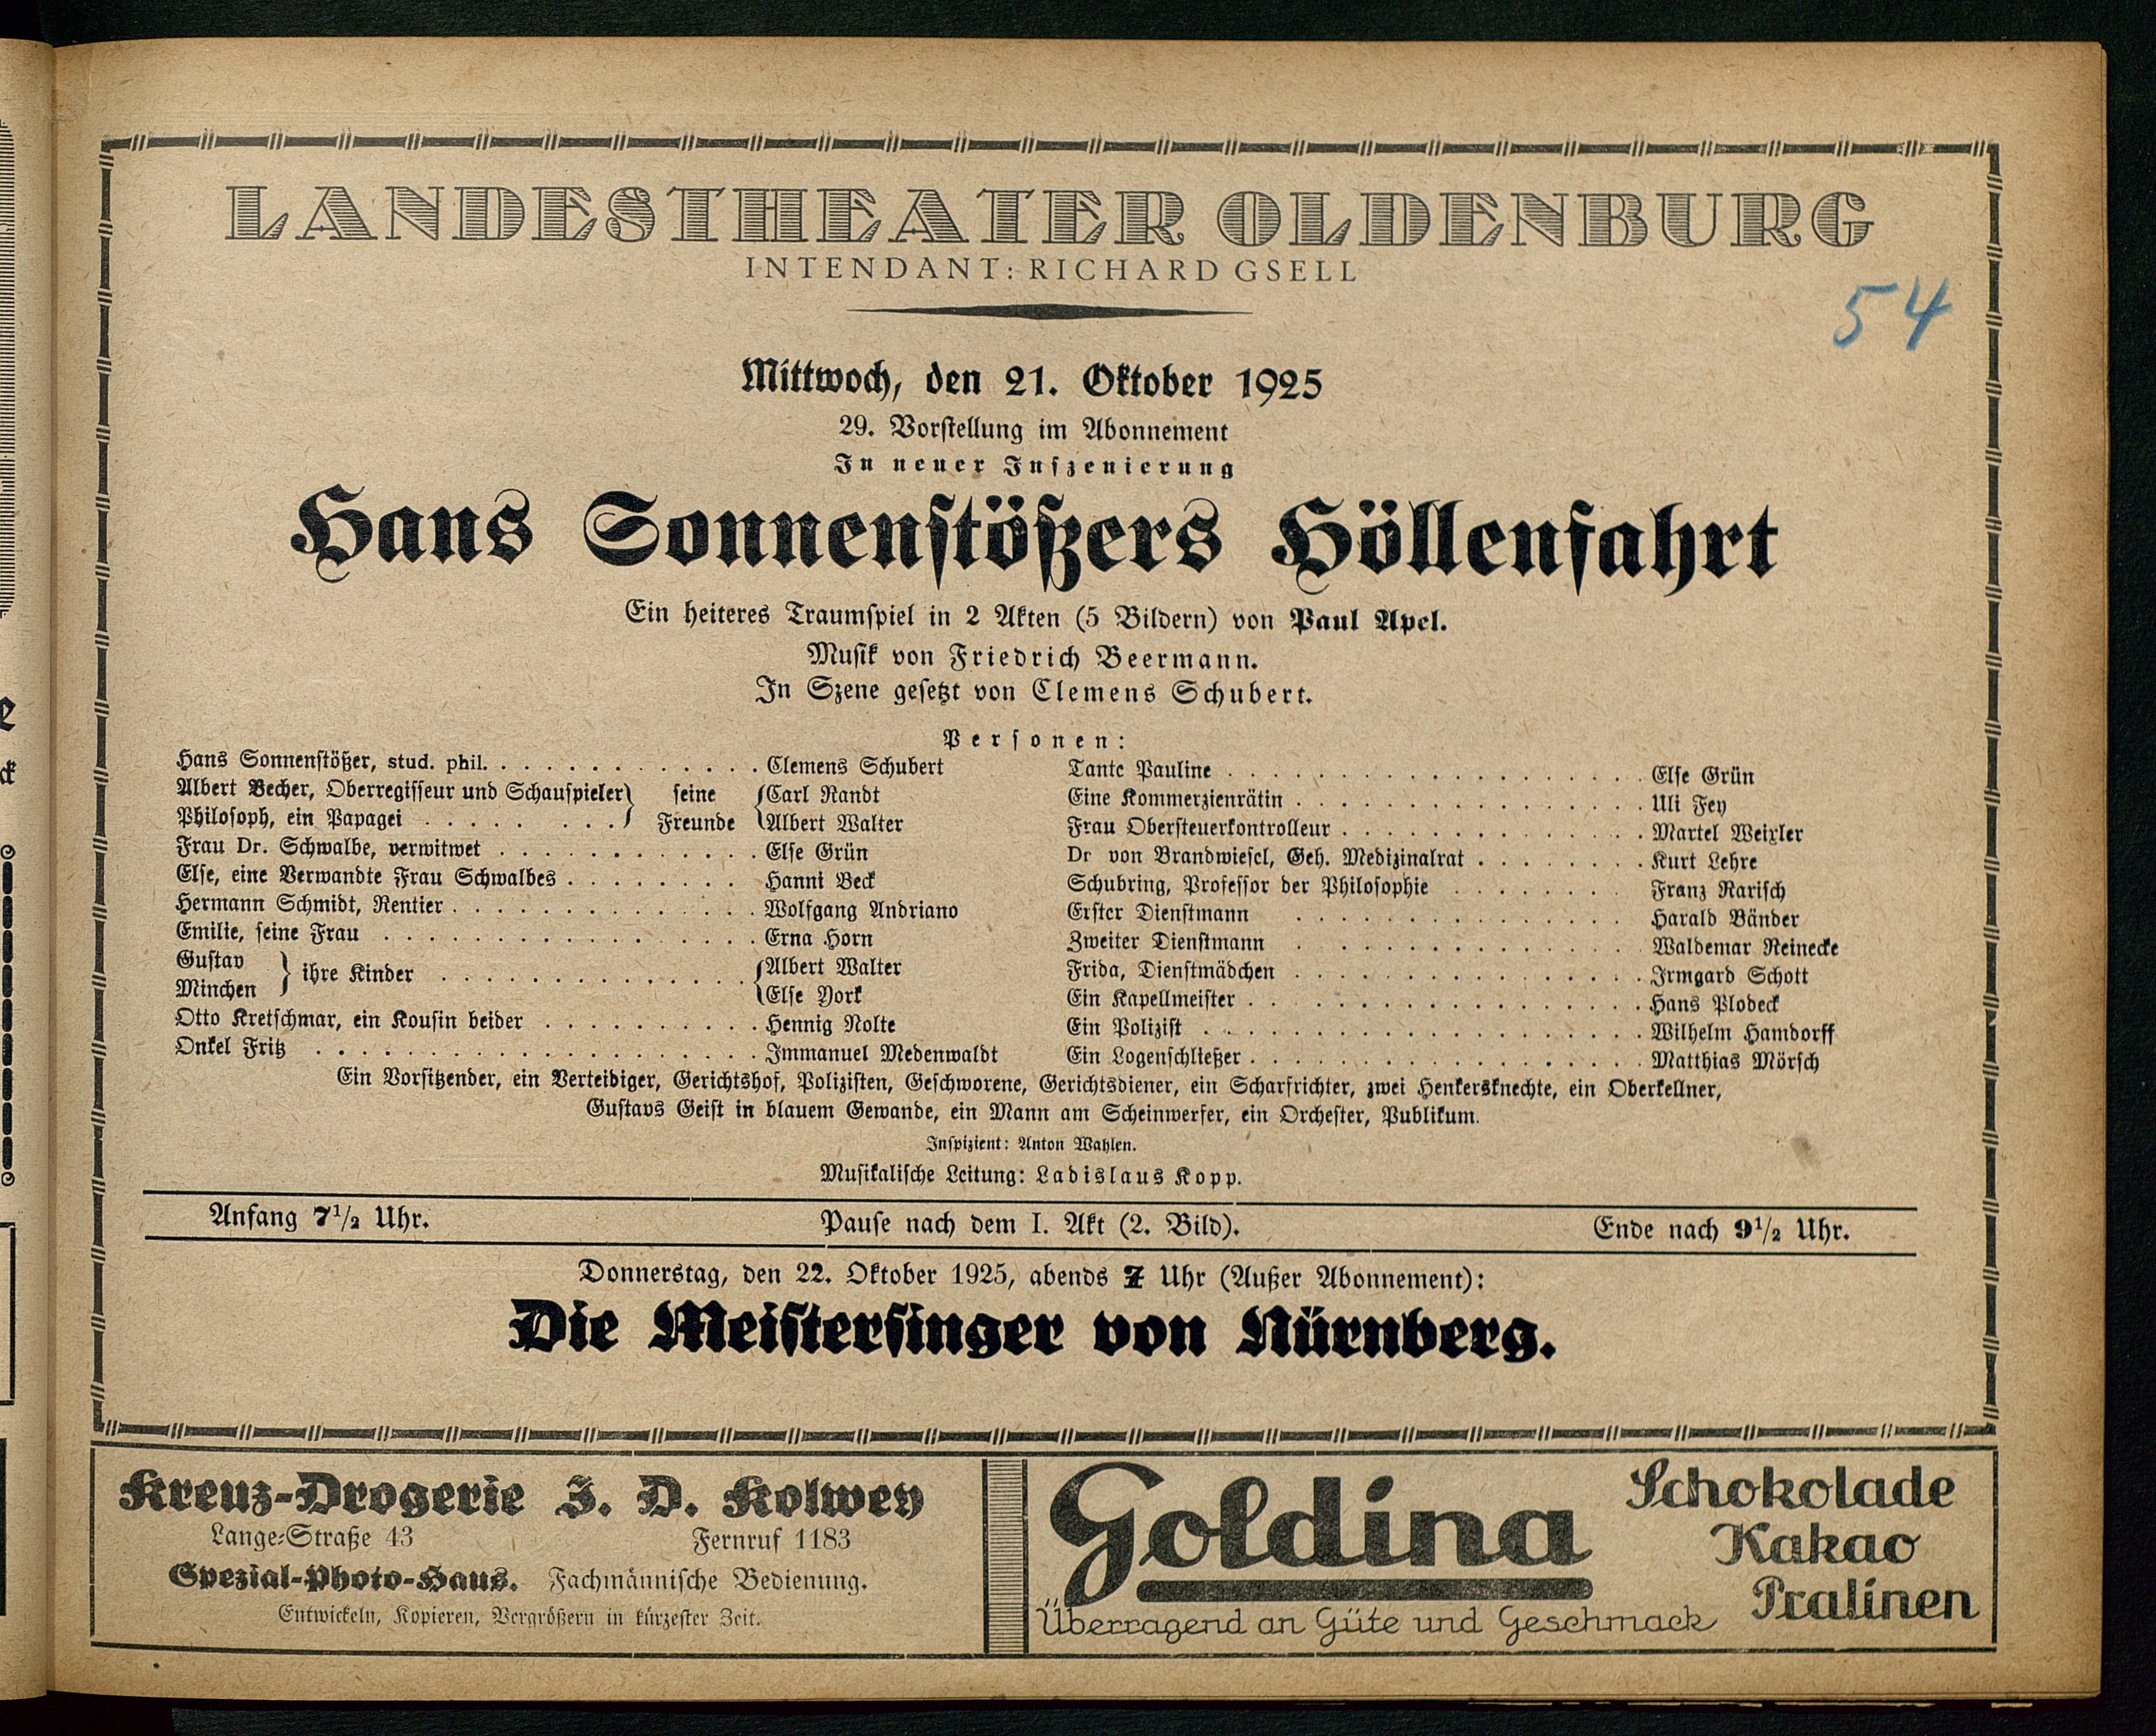 LANDESTHEATER OLDENBURG
INTENDANT: RICHARD GSELL
54
Mittwoch, den 21. Oktober 1925
29. Vorstellung im Abonnement
In neuer Inszenierung
Hans Sonnenstößers Höllenfahrt
Ein heiteres Traumspiel in 2 Akten (5 Bildern) von Paul Apel.
Musik von Friedrich Beermann.
In Szene gesetzt von Clemens Schubert.
Personen:
Hans Sonnenstößer, stud. phil. . . . . . . . . . . . . Clemens Schubert
Albert Becher, Oberregisseur und Schauspieler } seine { Carl Randt
Philosoph, ein Papagei . . . . . . . . } Freunde { Albert Walter
Frau Dr. Schwalbe, verwitwet . . . . . . . . . . . . Else Grün
Else, eine Verwandte Frau Schwalbes . . . . . . . . Hanni Beck
Hermann Schmidt, Rentier . . . . . . . . . . . . . . Wolfgang Andriano
Emilie, seine Frau . . . . . . . . . . . . . . . . . Erna Horn
Gustav } ihre Kinder . . . . . . . . . . . . . . { Albert Walter
Minchen } { Else York
Otto Kretschmar, ein Kousin beider . . . . . . . . . . Hennig Nolte
Onkel Fritz . . . . . . . . . . . . . . . . . . . . Immanuel Medenwaldt
Tante Pauline . . . . . . . . . . . . . . . . . . . Else Grün
Eine Kommerzienrätin . . . . . . . . . . . . . . . . Uli Fey
Frau Obersteuerkontrolleur . . . . . . . . . . . . . . Martel Weixler
Dr von Brandwiesel, Geh. Medizinalrat . . . . . . . . Kurt Lehre
Schubring, Professor der Philosophie . . . . . . . . Franz Rarisch
Erster Dienstmann . . . . . . . . . . . . . . . Harald Bänder
Zweiter Dienstmann . . . . . . . . . . . . . . . Waldemar Reinecke
Frida, Dienstmädchen . . . . . . . . . . . . . . . . Irmgard Schott
Ein Kapellmeister . . . . . . . . . . . . . . . . . . Hans Plodeck
Ein Polizist . . . . . . . . . . . . . . . . . . . . Wilhelm Hamdorff
Ein Logenschließer . . . . . . . . . . . . . . . . . . Matthias Mörsch
Ein Vorsitzender, ein Verteidiger, Gerichtshof, Polizisten, Geschworene, Gerichtsdiener, ein Scharfrichter, zwei Henkersknechte, ein Oberkellner,
Gustavs Geist in blauem Gewande, ein Mann am Scheinwerfer, ein Orchester, Publikum.
Inspizient: Anton Wahlen.
Musikalische Leitung: Ladislaus Kopp.
Anfang 7½ Uhr. Pause nach dem I. Akt (2. Bild). Ende nach 9½ Uhr.
Donnerstag, den 22. Oktober 1925, abends 7 Uhr (Außer Abonnement):
Die Meistersinger von Nürnberg.
Kreuz-Drogerie J. D. Kolwey
Lange-Straße 43 Fernruf 1183
Spezial-Photo-Haus. Fachmännische Bedienung.
Entwickeln, Kopieren, Vergrößern in kürzester Zeit.
Goldina
Schokolade
Kakao
Pralinen
Überragend an Güte und Geschmack